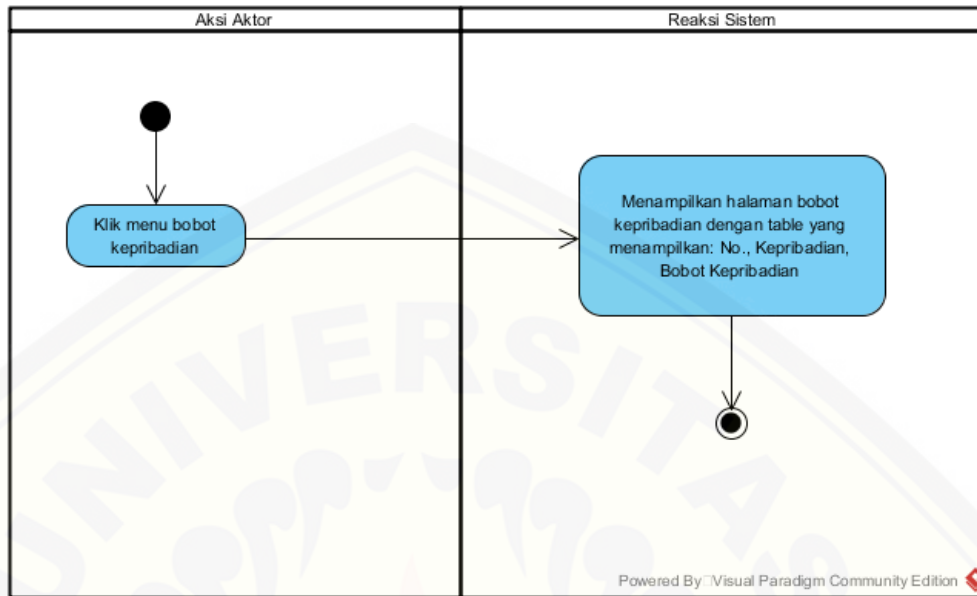 Aksi Aktor
Reaksi Sistem
Klik menu bobot
kepribadian
Menampilkan halaman bobot
kepribadian dengan table yang
menampilkan: No., Kepribadian,
Bobot Kepribadian
UNIVERSITAS
Powered By Visual Paradigm Community Edition